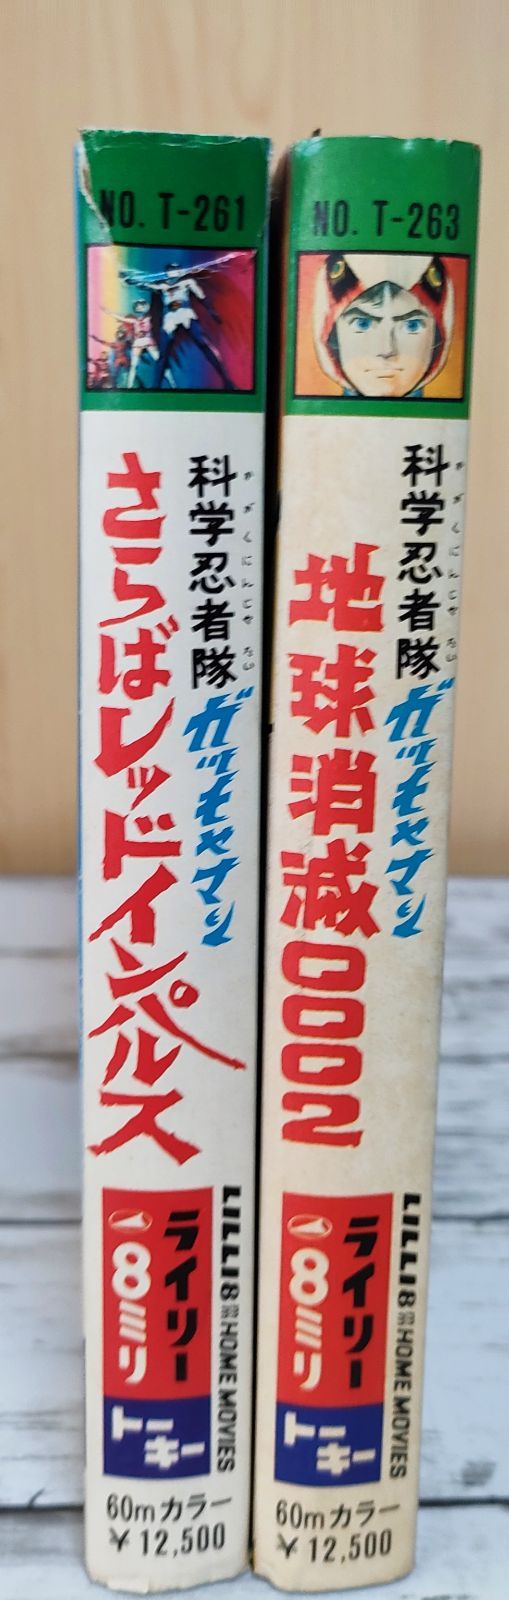 NO. T-261
科学忍者隊ガッチャマン
かがくにんじゃたい
さらばレッドインパルス
ライリー
8ミリ
トーキー
8mm HOME MOVIES
60mカラー
¥12,500
NO. T-263
科学忍者隊ガッチャマン
かがくにんじゃたい
地球消滅0002
ライリー
8ミリ
トーキー
8mm HOME MOVIES
60mカラー
¥12,500